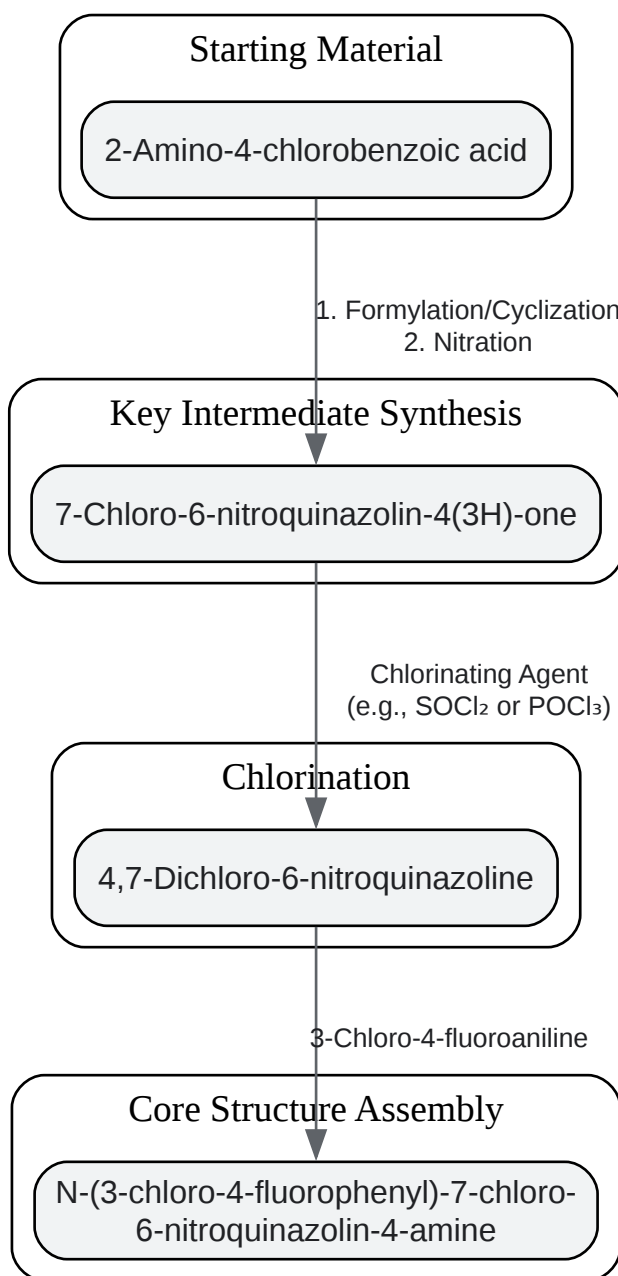 Starting Material
2-Amino-4-chlorobenzoic acid
1. Formylation/Cyclization
2. Nitration
Key Intermediate Synthesis
7-Chloro-6-nitroquinazolin-4(3H)-one
Chlorinating Agent
(e.g., SOCl₂ or POCl₃)
Chlorination
4,7-Dichloro-6-nitroquinazoline
3-Chloro-4-fluoroaniline
Core Structure Assembly
N-(3-chloro-4-fluorophenyl)-7-chloro-
6-nitroquinazolin-4-amine